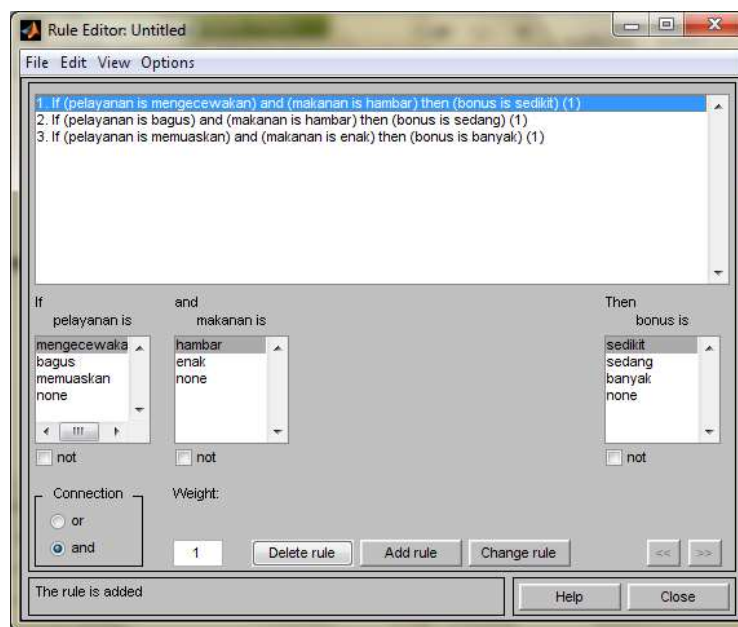 Rule Editor: Untitled
File Edit View Options
1. If (pelayanan is mengecewakan) and (makanan is hambar) then (bonus is sedikit) (1)
2. If (pelayanan is bagus) and (makanan is hambar) then (bonus is sedang) (1)
3. If (pelayanan is memuaskan) and (makanan is enak) then (bonus is banyak) (1)
If
pelayanan is
mengecewaka
bagus
memuaskan
none
not
and
makanan is
hambar
enak
none
not
Then
bonus is
sedikit
sedang
banyak
none
not
Connection
or
and
Weight:
1
Delete rule
Add rule
Change rule
<<
>>
The rule is added
Help
Close